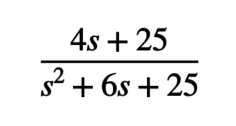 4s + 25
s² + 6s + 25